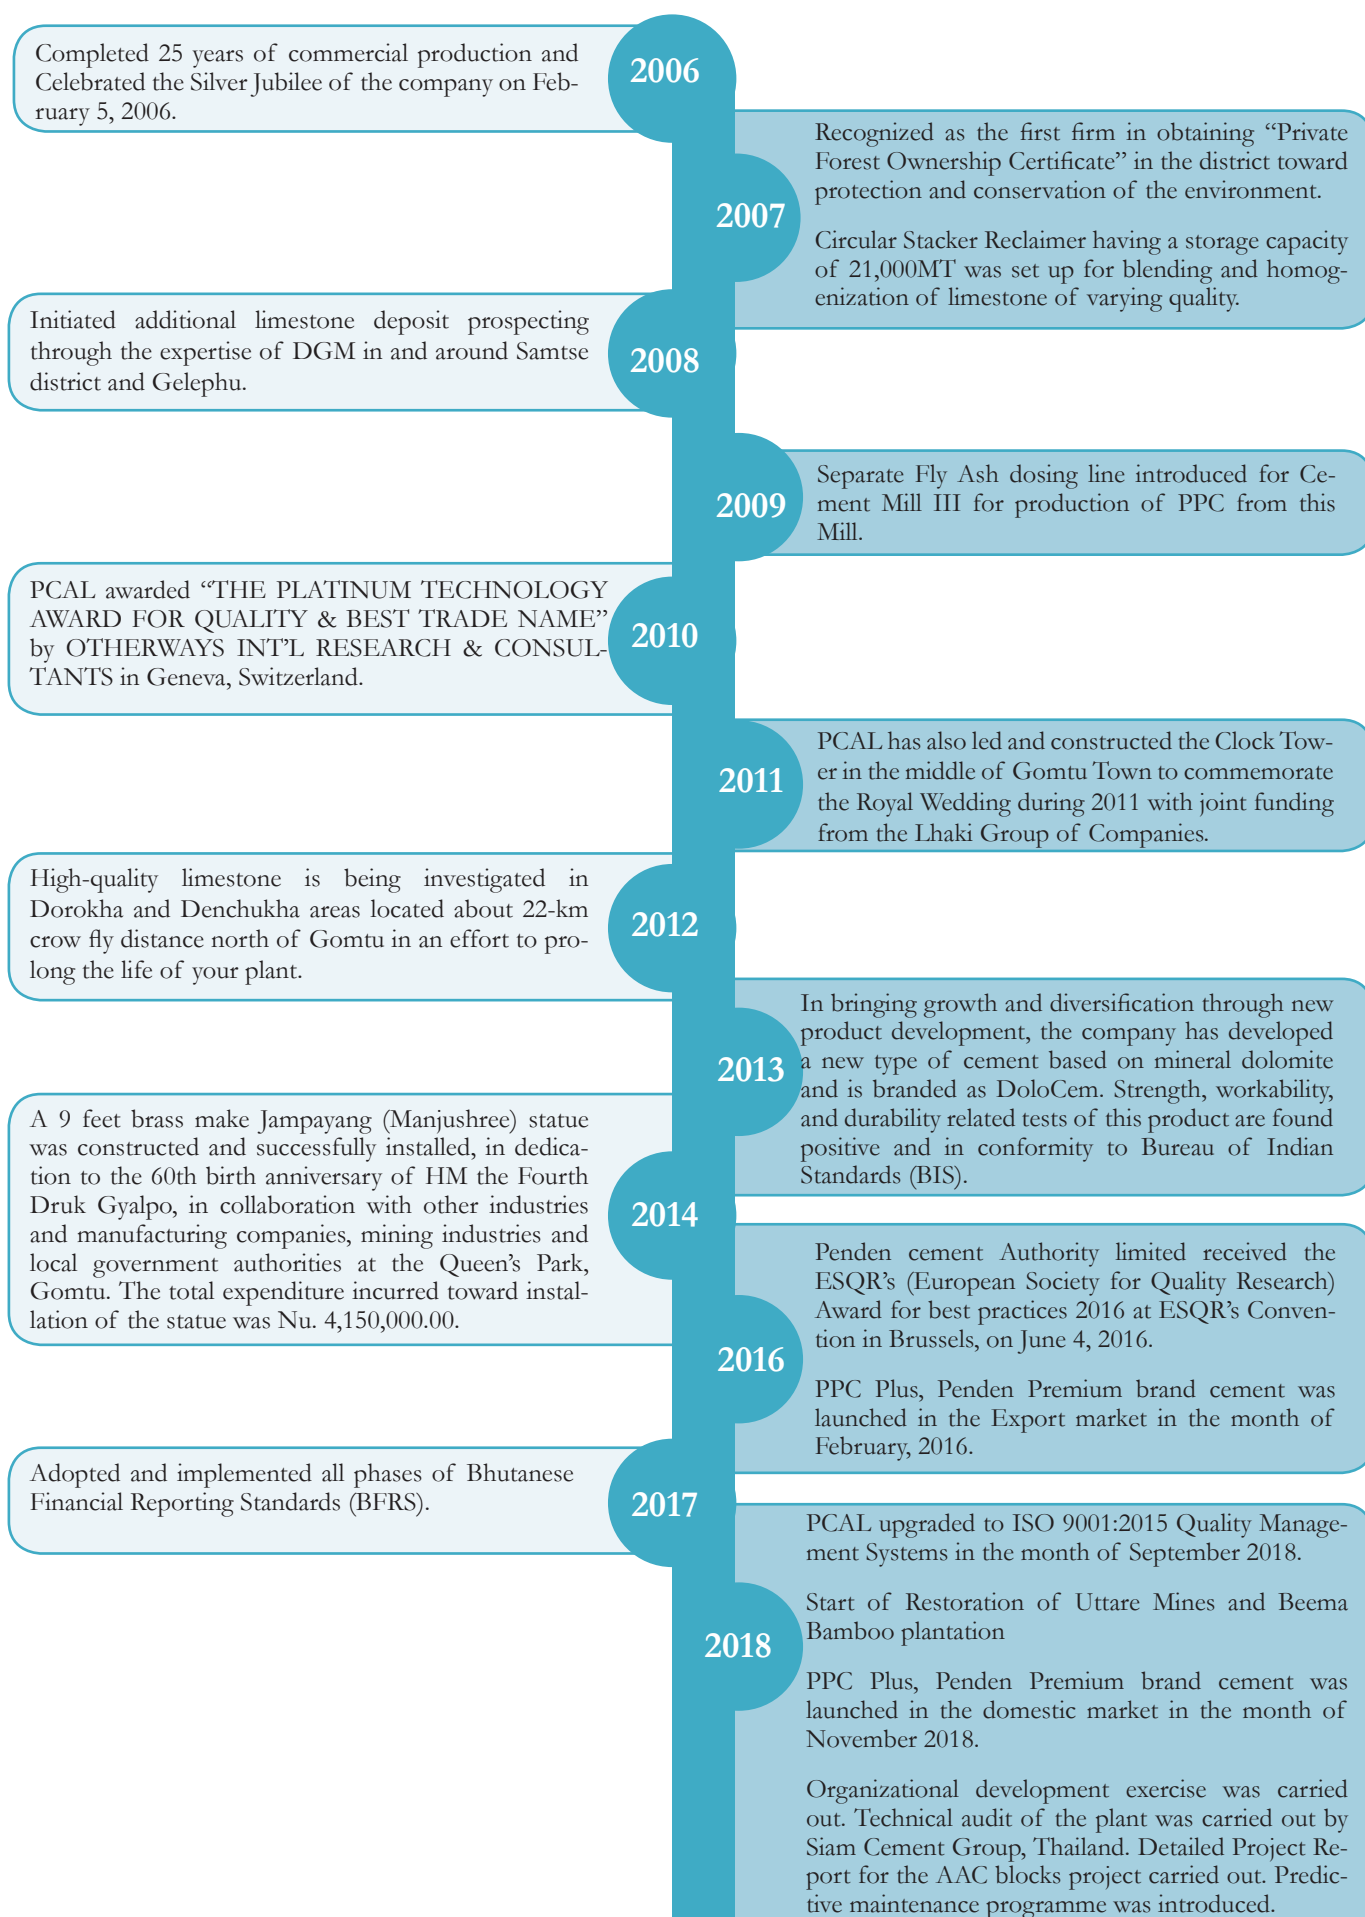 2006
Completed 25 years of commercial production and
Celebrated the Silver Jubilee of the company on Feb-
ruary 5, 2006.
2007
Recognized as the first firm in obtaining “Private
Forest Ownership Certificate” in the district toward
protection and conservation of the environment.
Circular Stacker Reclaimer having a storage capacity
of 21,000MT was set up for blending and homog-
enization of limestone of varying quality.
2008
Initiated additional limestone deposit prospecting
through the expertise of DGM in and around Samtse
district and Gelephu.
2009
Separate Fly Ash dosing line introduced for Ce-
ment Mill III for production of PPC from this
Mill.
2010
PCAL awarded “THE PLATINUM TECHNOLOGY
AWARD FOR QUALITY & BEST TRADE NAME”
by OTHERWAYS INT’L RESEARCH & CONSUL-
TANTS in Geneva, Switzerland.
2011
PCAL has also led and constructed the Clock Tow-
er in the middle of Gomtu Town to commemorate
the Royal Wedding during 2011 with joint funding
from the Lhaki Group of Companies.
2012
High-quality limestone is being investigated in
Dorokha and Denchukha areas located about 22-km
crow fly distance north of Gomtu in an effort to pro-
long the life of your plant.
2013
In bringing growth and diversification through new
product development, the company has developed
a new type of cement based on mineral dolomite
and is branded as DoloCem. Strength, workability,
and durability related tests of this product are found
positive and in conformity to Bureau of Indian
Standards (BIS).
2014
A 9 feet brass make Jampayang (Manjushree) statue
was constructed and successfully installed, in dedica-
tion to the 60th birth anniversary of HM the Fourth
Druk Gyalpo, in collaboration with other industries
and manufacturing companies, mining industries and
local government authorities at the Queen’s Park,
Gomtu. The total expenditure incurred toward instal-
lation of the statue was Nu. 4,150,000.00.
2016
Penden cement Authority limited received the
ESQR’s (European Society for Quality Research)
Award for best practices 2016 at ESQR’s Conven-
tion in Brussels, on June 4, 2016.
PPC Plus, Penden Premium brand cement was
launched in the Export market in the month of
February, 2016.
2017
Adopted and implemented all phases of Bhutanese
Financial Reporting Standards (BFRS).
2018
PCAL upgraded to ISO 9001:2015 Quality Manage-
ment Systems in the month of September 2018.
Start of Restoration of Uttare Mines and Beema
Bamboo plantation
PPC Plus, Penden Premium brand cement was
launched in the domestic market in the month of
November 2018.
Organizational development exercise was carried
out. Technical audit of the plant was carried out by
Siam Cement Group, Thailand. Detailed Project Re-
port for the AAC blocks project carried out. Predic-
tive maintenance programme was introduced.